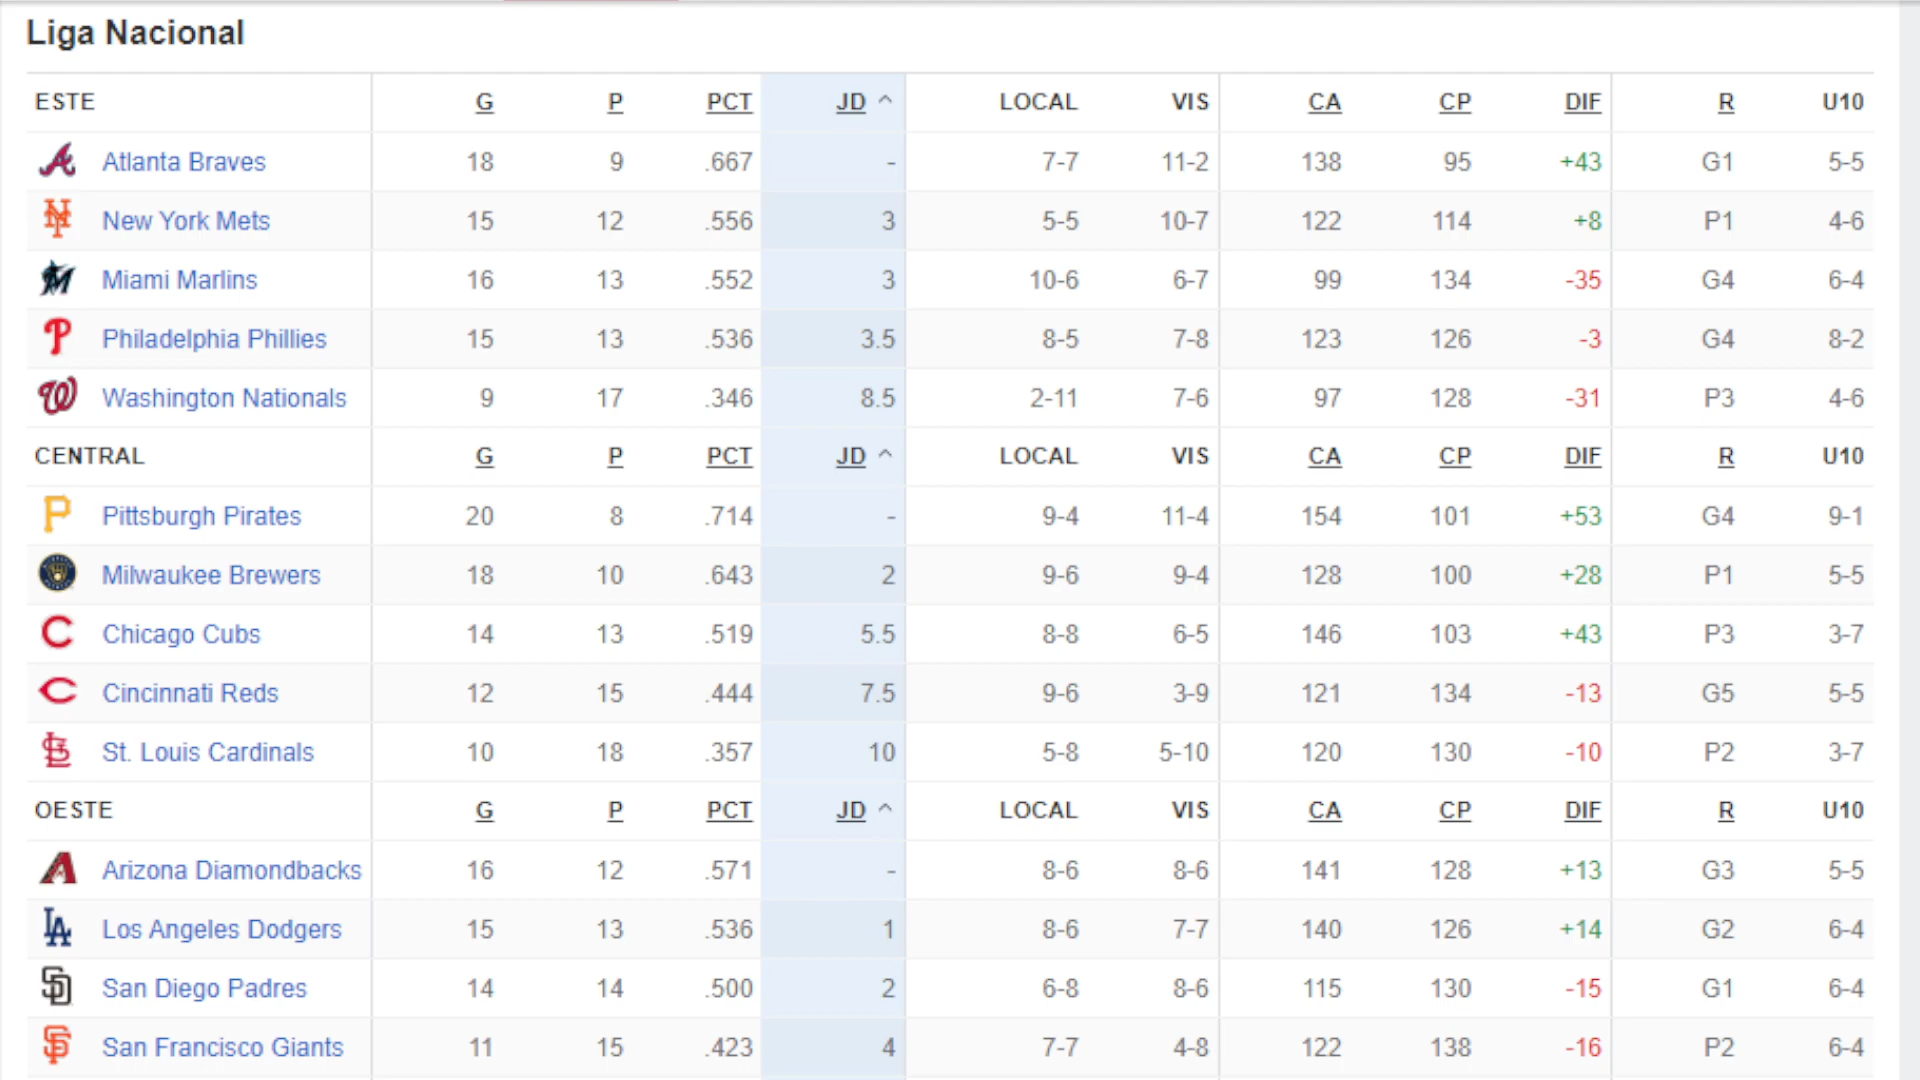 Liga Nacional
ESTE G P PCT JD ^ LOCAL VIS CA CP DIF R U10
Atlanta Braves 18 9 .667 - 7-7 11-2 138 95 +43 G1 5-5
New York Mets 15 12 .556 3 5-5 10-7 122 114 +8 P1 4-6
Miami Marlins 16 13 .552 3 10-6 6-7 99 134 -35 G4 6-4
Philadelphia Phillies 15 13 .536 3.5 8-5 7-8 123 126 -3 G4 8-2
Washington Nationals 9 17 .346 8.5 2-11 7-6 97 128 -31 P3 4-6
CENTRAL G P PCT JD ^ LOCAL VIS CA CP DIF R U10
Pittsburgh Pirates 20 8 .714 - 9-4 11-4 154 101 +53 G4 9-1
Milwaukee Brewers 18 10 .643 2 9-6 9-4 128 100 +28 P1 5-5
Chicago Cubs 14 13 .519 5.5 8-8 6-5 146 103 +43 P3 3-7
Cincinnati Reds 12 15 .444 7.5 9-6 3-9 121 134 -13 G5 5-5
St. Louis Cardinals 10 18 .357 10 5-8 5-10 120 130 -10 P2 3-7
OESTE G P PCT JD ^ LOCAL VIS CA CP DIF R U10
Arizona Diamondbacks 16 12 .571 - 8-6 8-6 141 128 +13 G3 5-5
Los Angeles Dodgers 15 13 .536 1 8-6 7-7 140 126 +14 G2 6-4
San Diego Padres 14 14 .500 2 6-8 8-6 115 130 -15 G1 6-4
San Francisco Giants 11 15 .423 4 7-7 4-8 122 138 -16 P2 6-4